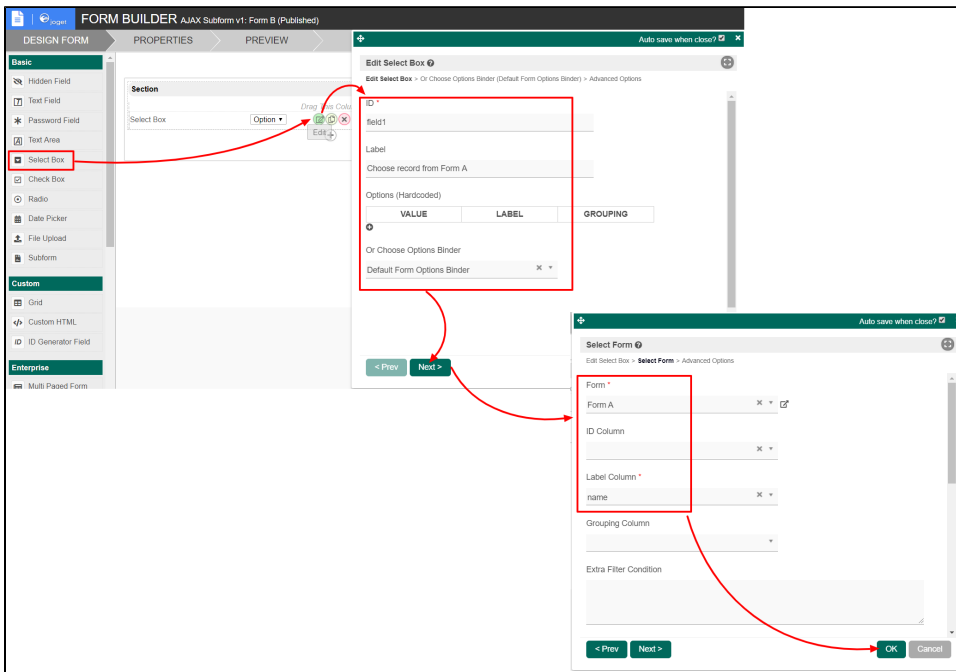 joget FORM BUILDER AJAX Subform v1: Form B (Published)
DESIGN FORM PROPERTIES PREVIEW
Basic
Hidden Field
Text Field
Password Field
Text Area
Select Box
Check Box
Radio
Date Picker
File Upload
Subform
Custom
Grid
Custom HTML
ID ID Generator Field
Enterprise
Multi Paged Form
Section
Drag This Colu
Select Box Option
Edit
Auto save when close?
Edit Select Box
Edit Select Box > Or Choose Options Binder (Default Form Options Binder) > Advanced Options
ID *
field1
Label
Choose record from Form A
Options (Hardcoded)
VALUE LABEL GROUPING
Or Choose Options Binder
Default Form Options Binder
< Prev Next >
Auto save when close?
Select Form
Edit Select Box > Select Form > Advanced Options
Form *
Form A
ID Column
Label Column *
name
Grouping Column
Extra Filter Condition
< Prev Next > OK Cancel